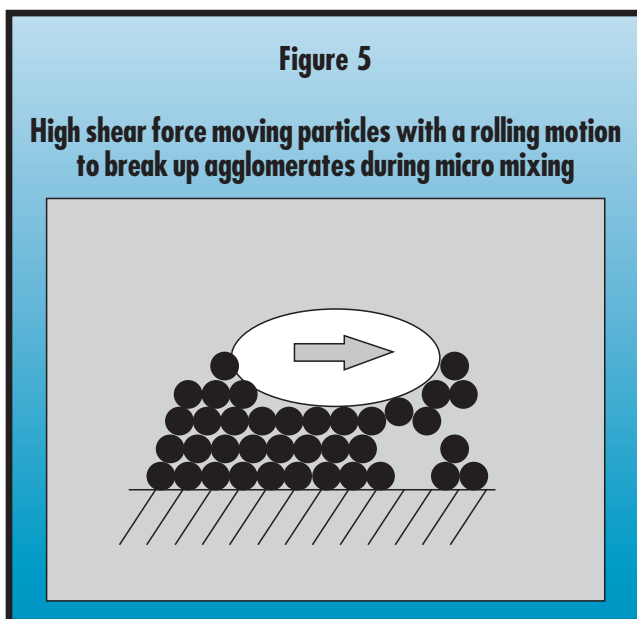 Figure 5
High shear force moving particles with a rolling motion
to break up agglomerates during micro mixing